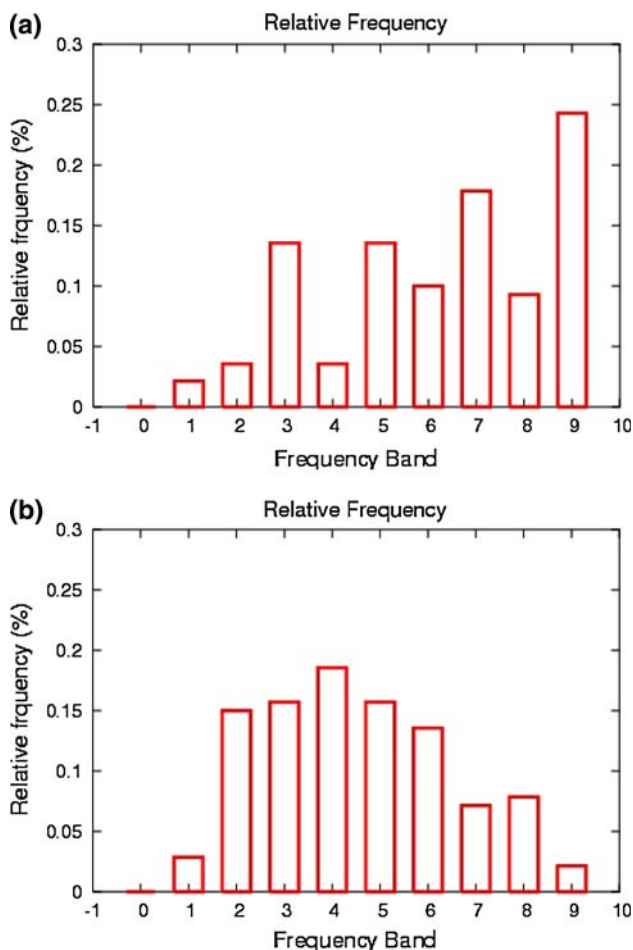 (a)
Relative Frequency
Relative frquency (%)
0.3
0.25
0.2
0.15
0.1
0.05
0
-1 0 1 2 3 4 5 6 7 8 9 10
Frequency Band
(b)
Relative Frequency
Relative frquency (%)
0.3
0.25
0.2
0.15
0.1
0.05
0
-1 0 1 2 3 4 5 6 7 8 9 10
Frequency Band